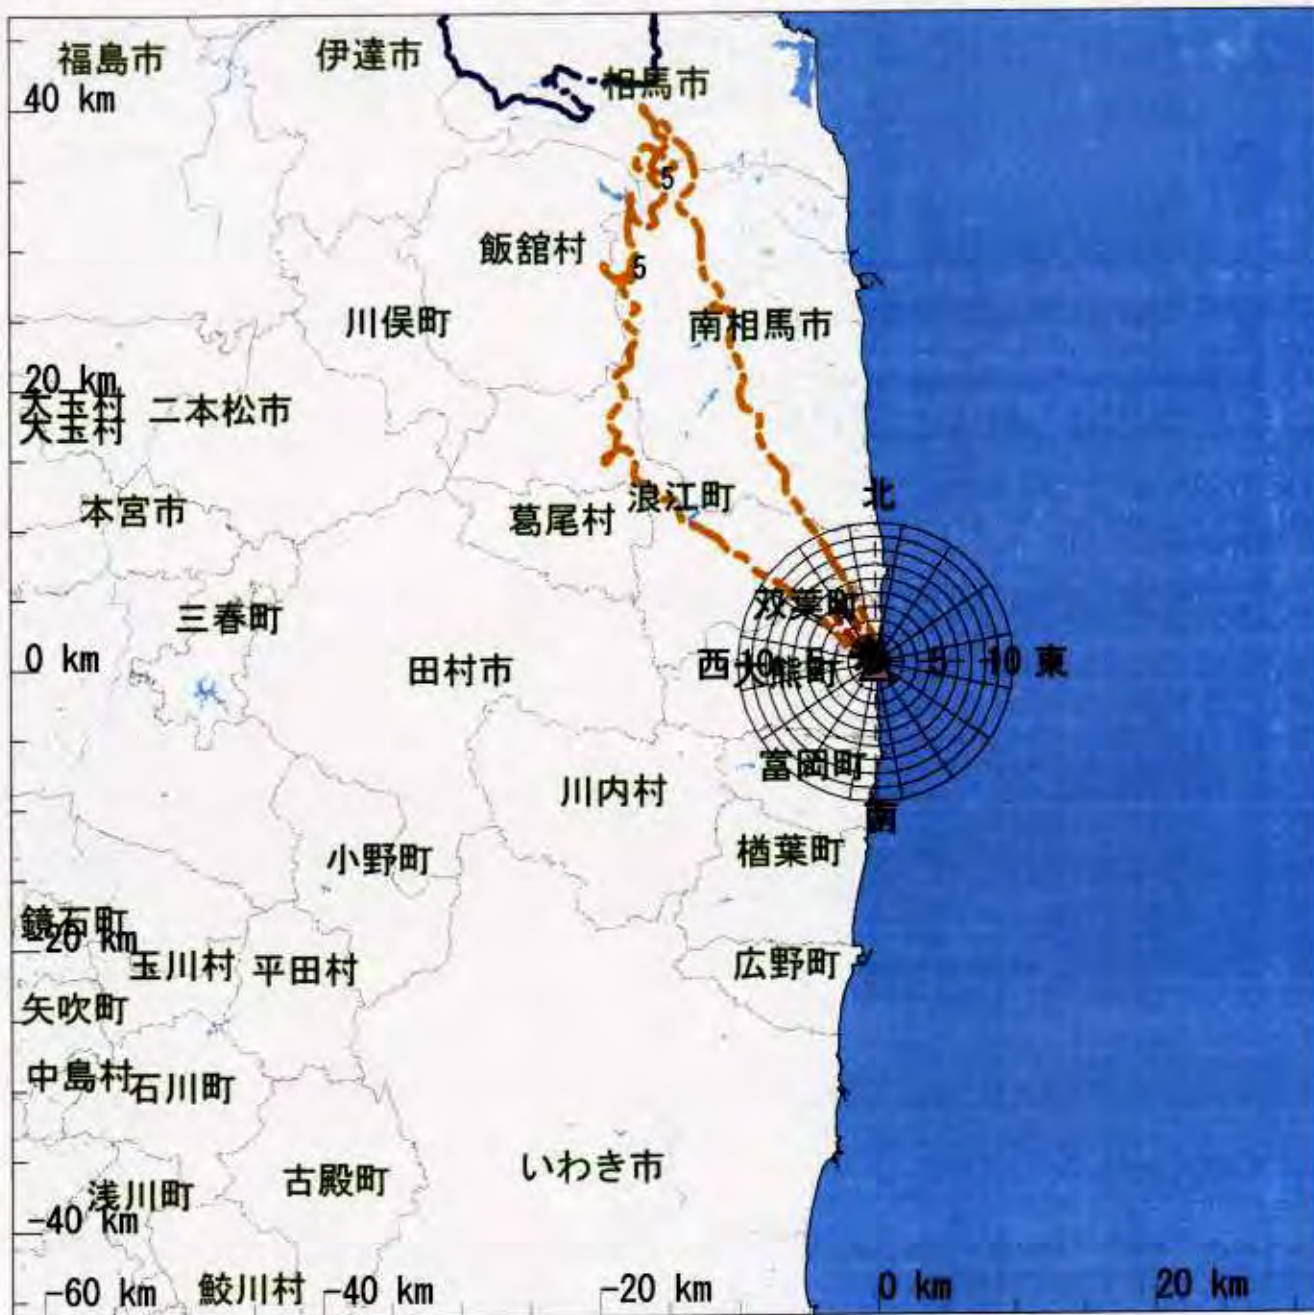 福島市
伊達市
相馬市
40 km
5
飯舘村
5
川俣町
南相馬市
20 km
大玉村
二本松市
大玉村
本宮市
葛尾村
浪江町
北
三春町
双葉町
0 km
田村市
西
10
5
大熊町
5
10
東
川内村
富岡町
南
小野町
楢葉町
鏡石町
-20 km
玉川村
平田村
広野町
矢吹町
中島村
石川町
いわき市
古殿町
浅川町
-40 km
-60 km
鮫川村
-40 km
-20 km
0 km
20 km